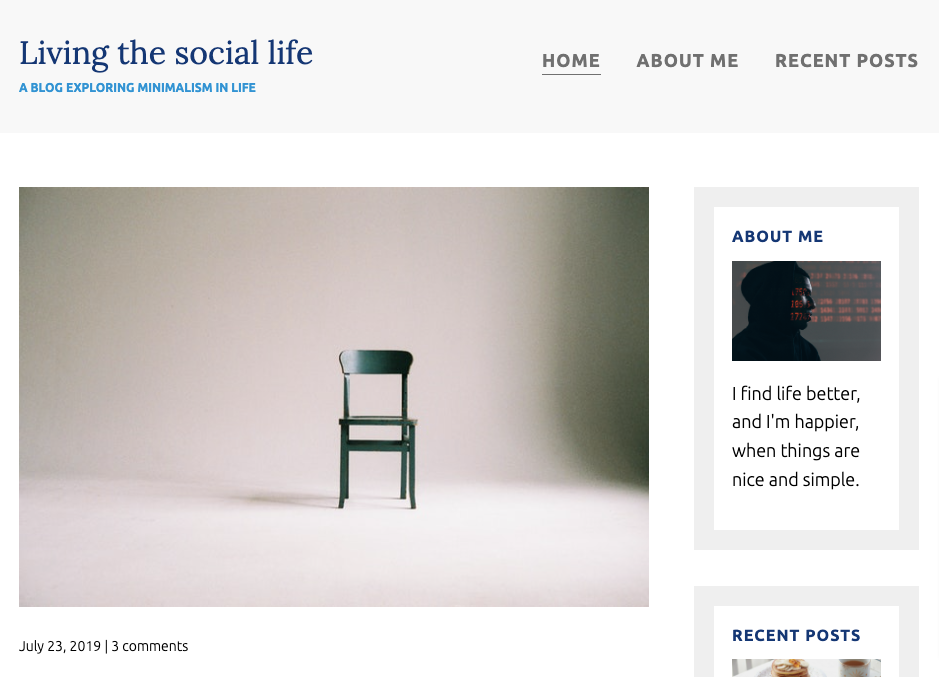 Living the social life
A BLOG EXPLORING MINIMALISM IN LIFE
HOME ABOUT ME RECENT POSTS
ABOUT ME
I find life better,
and I'm happier,
when things are
nice and simple.
July 23, 2019 | 3 comments
RECENT POSTS